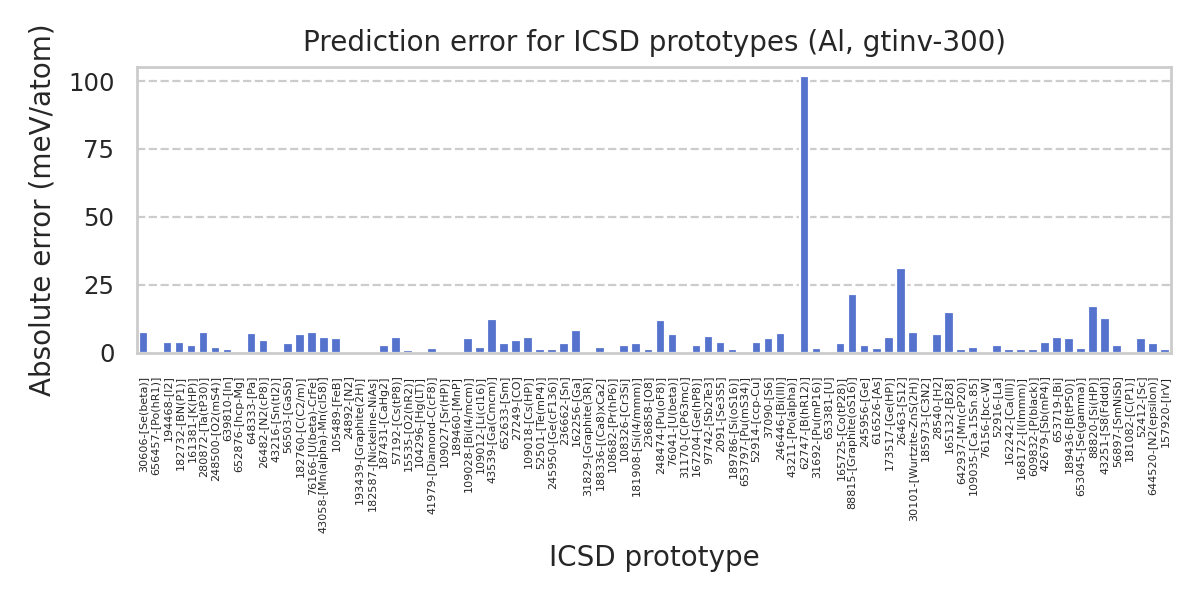 Prediction error for ICSD prototypes (Al, gtinv-300)
Absolute error (meV/atom)
100
75
50
25
0
30606-[Se(beta)]
656457-[Po(hR1)]
194468-[I2]
182732-[BN(P1)]
161381-[K(HP)]
280872-[Ta(tP30)]
248500-[O2(mS4)]
639810-[In]
652876-[hcp-Mg]
648333-[Pa]
26482-[N2(cP8)]
43216-[Sn(tI2)]
56503-[GaSb]
182760-[C(C2/m)]
76166-[U(beta)-CrFe]
43058-[Mn(alpha)-Mn(cI58)]
104489-[FeB]
24892-[N2]
193439-[Graphite(2H)]
182587-[Nickeline-NiAs]
187431-[CaHg2]
57192-[Cs(tP8)]
15535-[O2(hR2)]
104296-[Hg(LT)]
41979-[Diamond-C(cF8)]
109027-[Sr(HP)]
189460-[MnP]
109028-[Bi(I4/mcm)]
109012-[Li(cI16)]
43539-[Ga(Cmcm)]
652633-[Sm]
27249-[CO]
109018-[Cs(HP)]
52501-[Te(mP4)]
245950-[Ge(cF136)]
236662-[Sn]
162256-[Ga]
31829-[Graphite(3R)]
188336-[(Ca8)xCa2]
108682-[Pr(hP6)]
108326-[Cr3Si]
181908-[Si(I4/mmm)]
236858-[O8]
248474-[Pu(oF8)]
76041-[U(beta)]
31170-[C(P63mc)]
167204-[Ge(hP8)]
97742-[Sb2Te3]
2091-[Se3S5]
189786-[Si(oS16)]
653797-[Pu(mS34)]
52914-[ccp-Cu]
37090-[S6]
246446-[Bi(III)]
43211-[Po(alpha)]
62747-[B(hR12)]
31692-[Pu(mP16)]
653381-[U]
165725-[Co(tP28)]
88815-[Graphite(oS16)]
245956-[Ge]
616526-[As]
173517-[Ge(HP)]
26463-[S12]
30101-[Wurtzite-ZnS(2H)]
185973-[C3N2]
28540-[H2]
165132-[B28]
642937-[Mn(cP20)]
109035-[Ca.15Sn.85]
76156-[bcc-W]
52916-[La]
162242-[Ca(III)]
168172-[I(Immm)]
609832-[P(black)]
42679-[Sb(mP4)]
653719-[Bi]
189436-[B(tP50)]
653045-[Se(gamma)]
88820-[Si(HP)]
43251-[S8(Fddd)]
56897-[SmNiSb]
181082-[C(P1)]
52412-[Sc]
644520-[N2(epsilon)]
157920-[IrV]
ICSD prototype